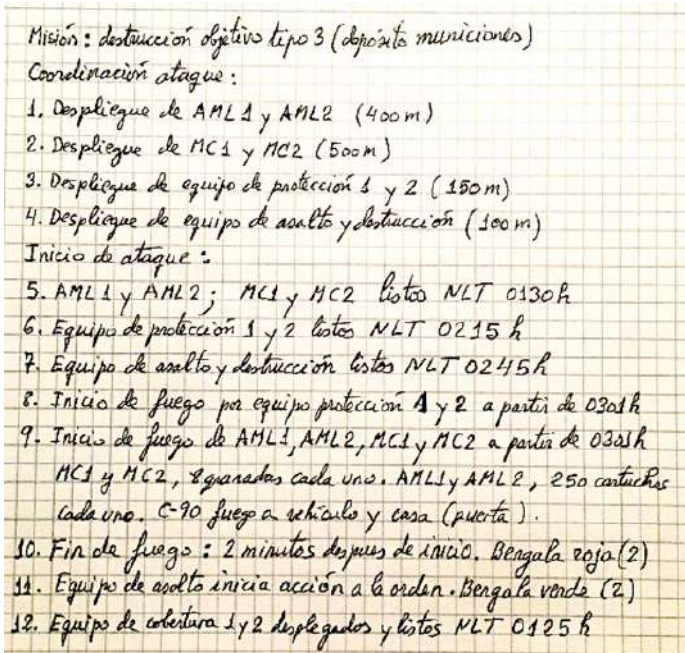 Misión: destrucción objetivo tipo 3 (depósito municiones)
Coordinación ataque:
1. Despliegue de AML1 y AML2 (400m)
2. Despliegue de MC1 y MC2 (500m)
3. Despliegue de equipo de protección 1 y 2 (150m)
4. Despliegue de equipo de asalto y destrucción (100m)
Inicio de ataque:
5. AML1 y AML2; MC1 y MC2 listos NLT 0130h
6. Equipo de protección 1 y 2 listos NLT 0215 h
7. Equipo de asalto y destrucción listos NLT 0245h
8. Inicio de fuego por equipo protección 1 y 2 a partir de 0301h
9. Inicio de fuego de AML1, AML2, MC1 y MC2 a partir de 0301h
MC1 y MC2, 8 granadas cada uno. AML1 y AML2, 250 cartuchos
cada uno. C-90 fuego a vehículo y casa (puerta).
10. Fin de fuego: 2 minutos despues de inicio. Bengala roja (2)
11. Equipo de asalto inicia acción a la orden. Bengala verde (2)
12. Equipo de cobertura 1 y 2 desplegados y listos NLT 0125 h